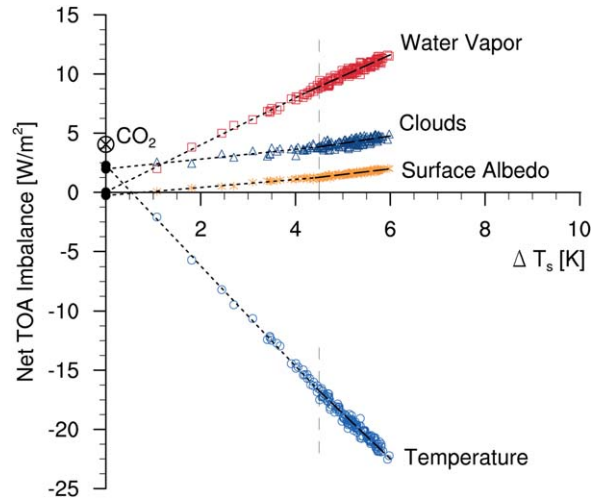 15
10
5
0
-5
-10
-15
-20
-25
Net TOA Imbalance [W/m²]
CO₂
Water Vapor
Clouds
Surface Albedo
2
4
6
8
10
Δ Tₛ [K]
Temperature